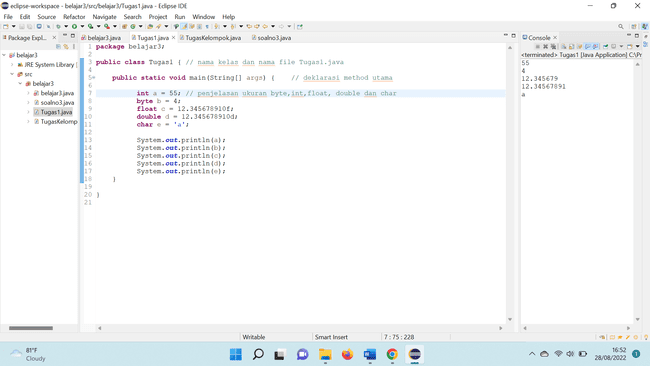 eclipse-workspace - belajar3/src/belajar3/Tugas1.java - Eclipse IDE
File Edit Source Refactor Navigate Search Project Run Window Help
Package Expl...
belajar3
JRE System Library
src
belajar3
belajar3.java
soalno3.java
Tugas1.java
TugasKelomp
belajar3.java Tugas1.java TugasKelompok.java soalno3.java
1 package belajar3;
2
3 public class Tugas1 { // nama kelas dan nama file Tugas1.java
4
5 public static void main(String[] args) { // deklarasi method utama
6
7 int a = 55; // penjelasan ukuran byte,int,float, double dan char
8 byte b = 4;
9 float c = 12.345678910f;
10 double d = 12.345678910d;
11 char e = 'a';
12
13 System.out.println(a);
14 System.out.println(b);
15 System.out.println(c);
16 System.out.println(d);
17 System.out.println(e);
18 }
19
20 }
21
Console
<terminated> Tugas1 [Java Application] C:\Pr
55
4
12.345679
12.34567891
a
Writable Smart Insert 7 : 75 : 228
81°F
Cloudy
16:52
28/08/2022
1